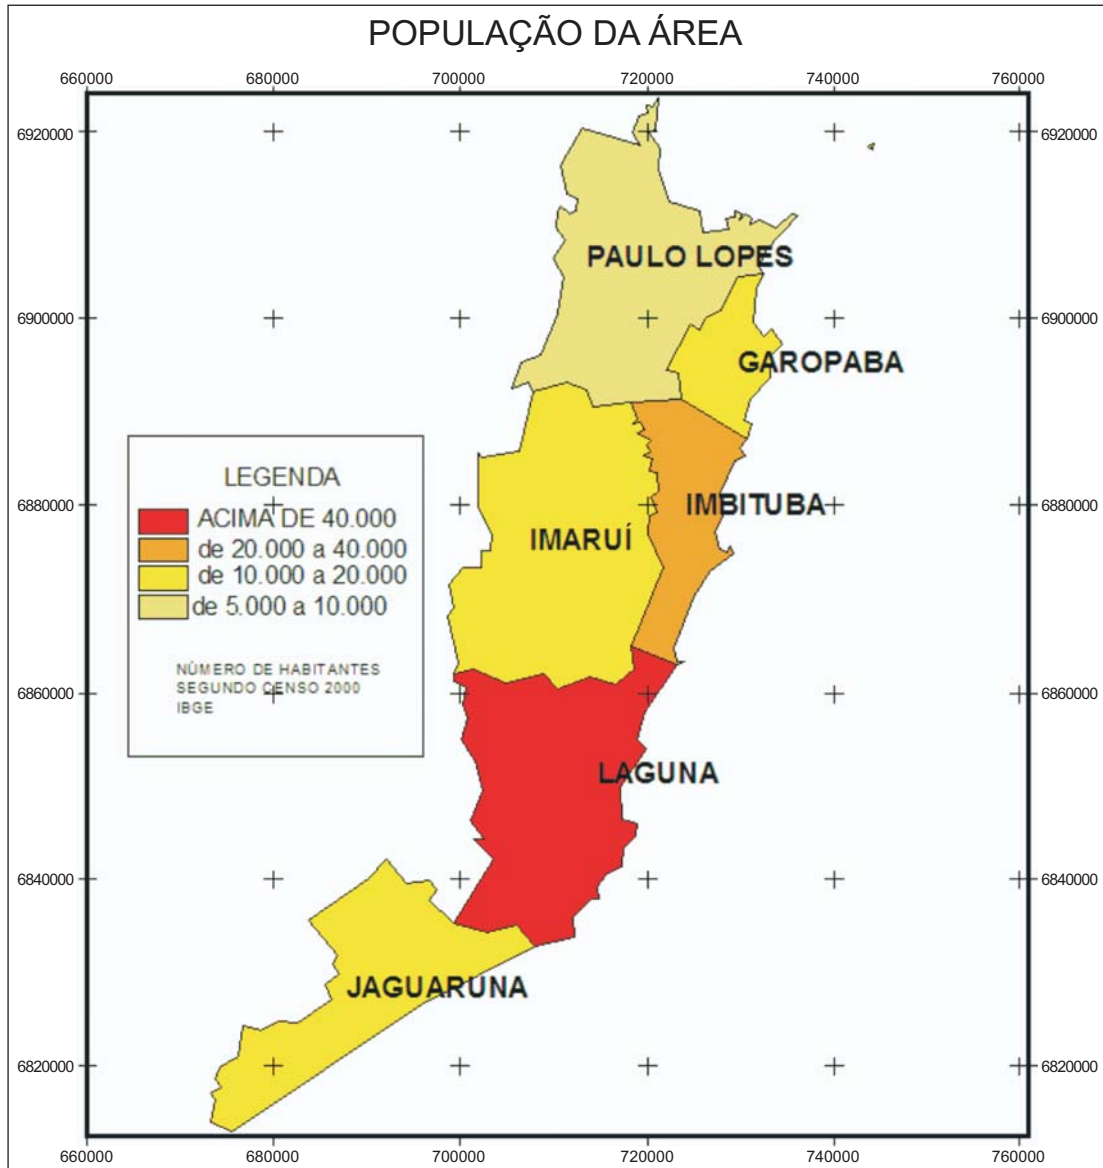 POPULAÇÃO DA ÁREA
660000 680000 700000 720000 740000 760000
6920000 6920000
PAULO LOPES
6900000 6900000
GAROPABA
LEGENDA
ACIMA DE 40.000
de 20.000 a 40.000
de 10.000 a 20.000
de 5.000 a 10.000
NÚMERO DE HABITANTES
SEGUNDO CENSO 2000
IBGE
6880000 6880000
IMBITUBA
IMARUÍ
6860000 6860000
LAGUNA
6840000 6840000
JAGUARUNA
6820000 6820000
660000 680000 700000 720000 740000 760000